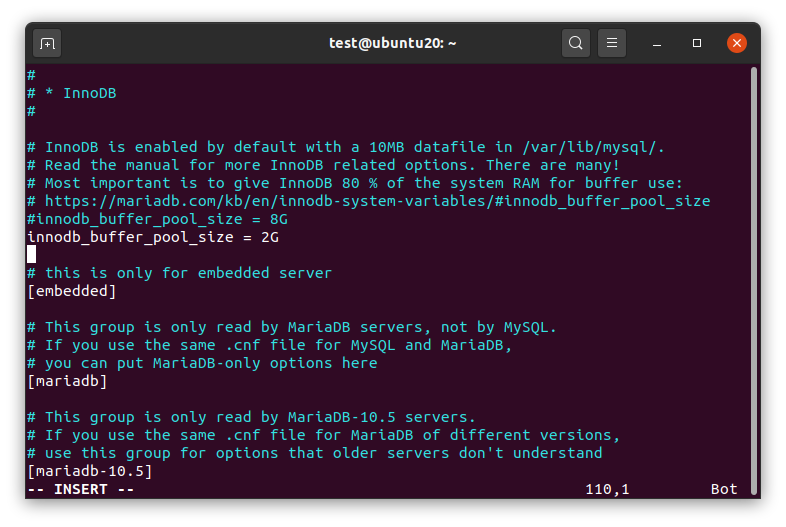 test@ubuntu20: ~
#
# * InnoDB
#
# InnoDB is enabled by default with a 10MB datafile in /var/lib/mysql/.
# Read the manual for more InnoDB related options. There are many!
# Most important is to give InnoDB 80 % of the system RAM for buffer use:
# https://mariadb.com/kb/en/innodb-system-variables/#innodb_buffer_pool_size
#innodb_buffer_pool_size = 8G
innodb_buffer_pool_size = 2G
# this is only for embedded server
[embedded]
# This group is only read by MariaDB servers, not by MySQL.
# If you use the same .cnf file for MySQL and MariaDB,
# you can put MariaDB-only options here
[mariadb]
# This group is only read by MariaDB-10.5 servers.
# If you use the same .cnf file for MariaDB of different versions,
# use this group for options that older servers don't understand
[mariadb-10.5]
-- INSERT -- 110,1 Bot